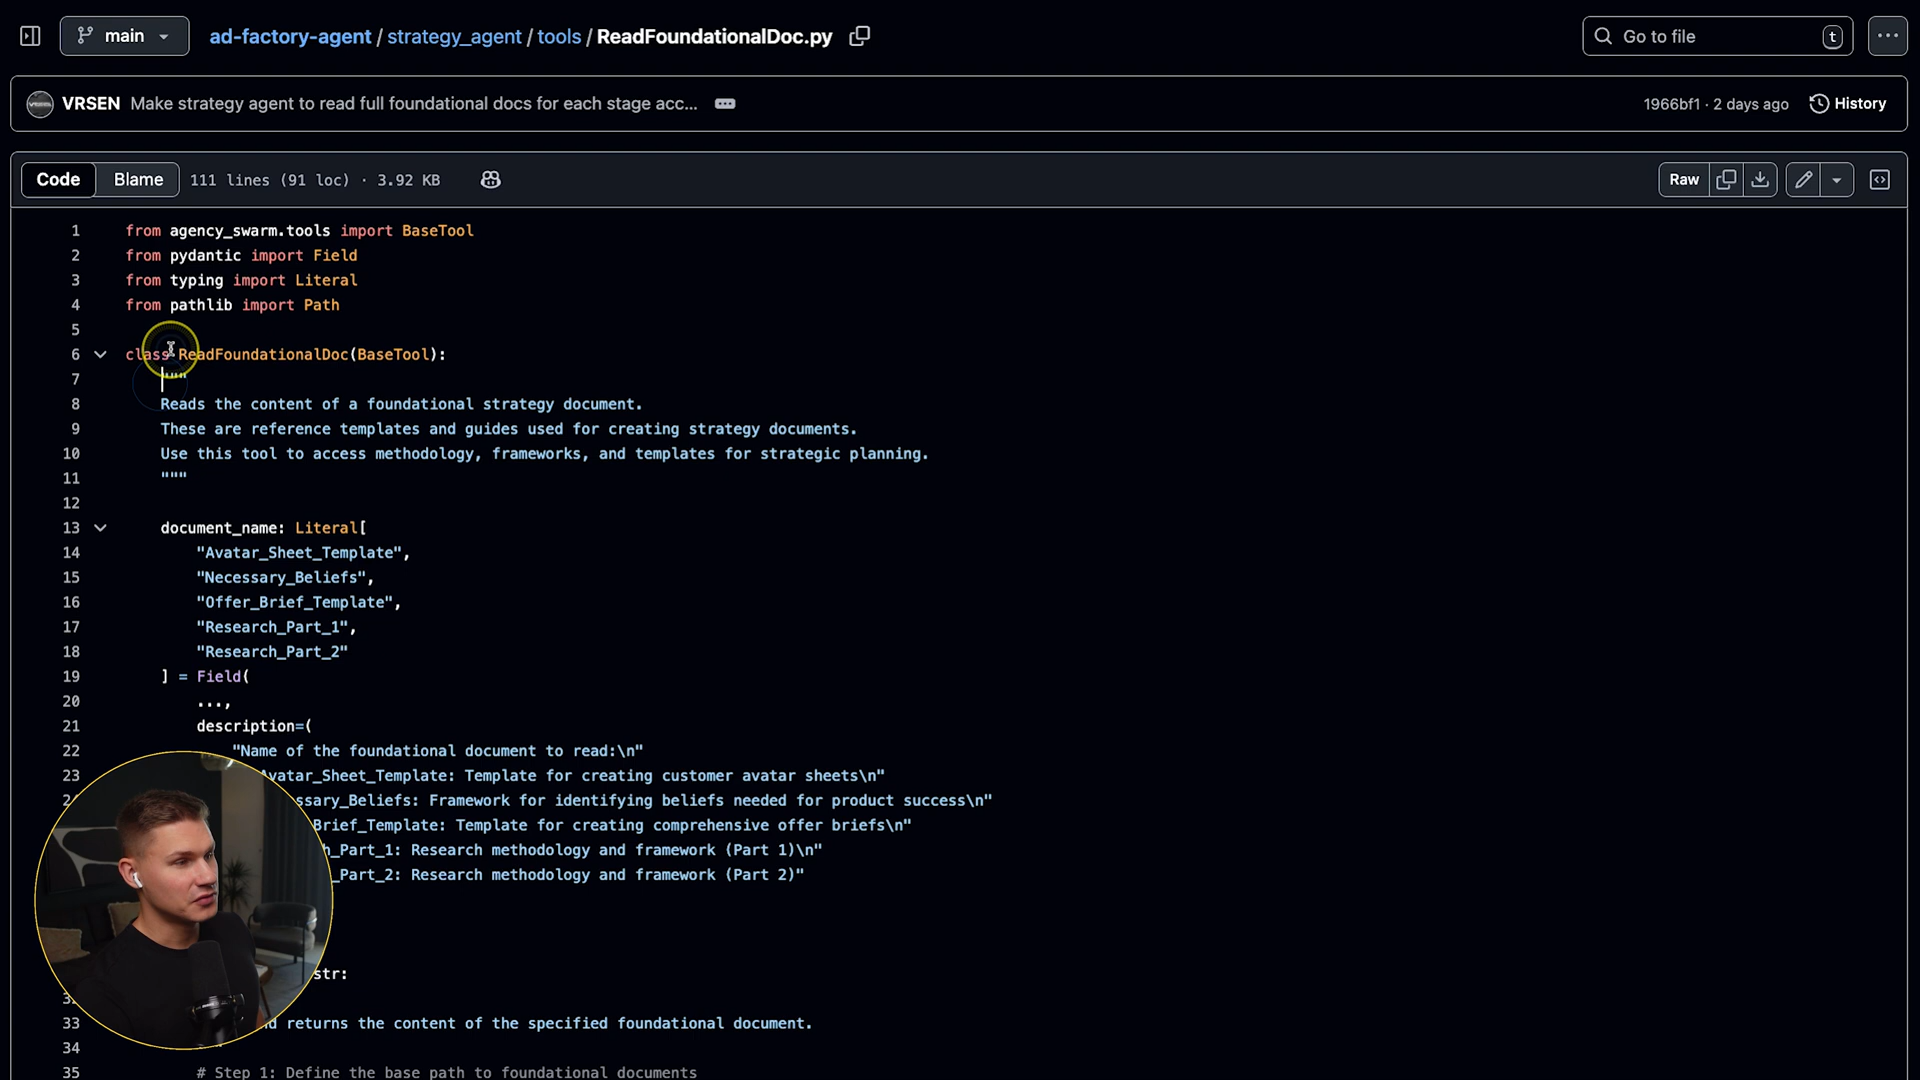 main
ad-factory-agent / strategy_agent / tools / ReadFoundationalDoc.py
Go to file
t
VRSEN Make strategy agent to read full foundational docs for each stage acc...
1966bf1 · 2 days ago
History
Code
Blame
111 lines (91 loc) · 3.92 KB
Raw
1 from agency_swarm.tools import BaseTool
2 from pydantic import Field
3 from typing import Literal
4 from pathlib import Path
5
6 class ReadFoundationalDoc(BaseTool):
7 """
8 Reads the content of a foundational strategy document.
9 These are reference templates and guides used for creating strategy documents.
10 Use this tool to access methodology, frameworks, and templates for strategic planning.
11 """
12
13 document_name: Literal[
14 "Avatar_Sheet_Template",
15 "Necessary_Beliefs",
16 "Offer_Brief_Template",
17 "Research_Part_1",
18 "Research_Part_2"
19 ] = Field(
20 ...,
21 description=(
22 "Name of the foundational document to read:\n"
23 Avatar_Sheet_Template: Template for creating customer avatar sheets\n"
ssary_Beliefs: Framework for identifying beliefs needed for product success\n"
Brief_Template: Template for creating comprehensive offer briefs\n"
h_Part_1: Research methodology and framework (Part 1)\n"
_Part_2: Research methodology and framework (Part 2)"
str:
33 returns the content of the specified foundational document.
34
35 # Step 1: Define the base path to foundational documents